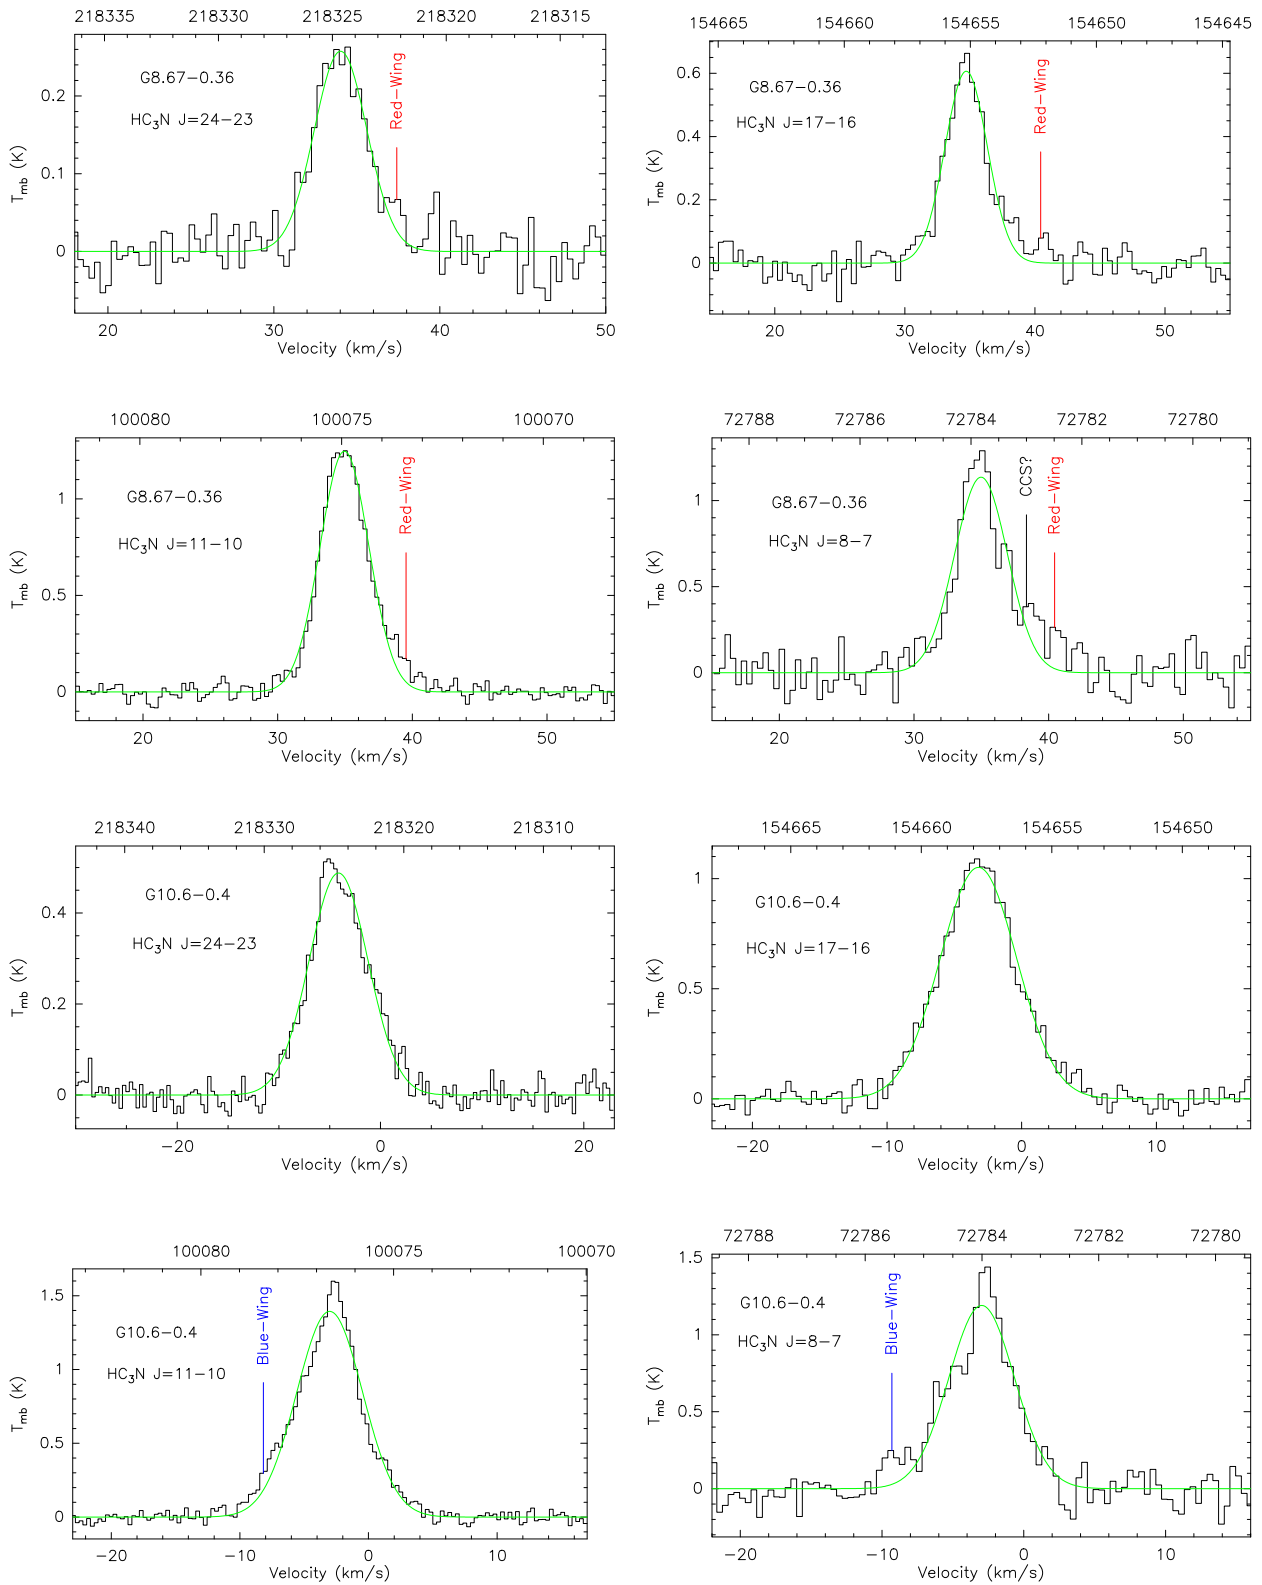 218335 218330 218325 218320 218315
G8.67−0.36
HC3N J=24−23
Red−Wing
0.2
0.1
0
Tmb (K)
20 30 40 50
Velocity (km/s)
154665 154660 154655 154650 154645
G8.67−0.36
HC3N J=17−16
Red−Wing
0.6
0.4
0.2
0
Tmb (K)
20 30 40 50
Velocity (km/s)
100080 100075 100070
G8.67−0.36
HC3N J=11−10
Red−Wing
1
0.5
0
Tmb (K)
20 30 40 50
Velocity (km/s)
72788 72786 72784 72782 72780
G8.67−0.36
HC3N J=8−7
CCS?
Red−Wing
1
0.5
0
Tmb (K)
20 30 40 50
Velocity (km/s)
218340 218330 218320 218310
G10.6−0.4
HC3N J=24−23
0.4
0.2
0
Tmb (K)
−20 0 20
Velocity (km/s)
154665 154660 154655 154650
G10.6−0.4
HC3N J=17−16
1
0.5
0
Tmb (K)
−20 −10 0 10
Velocity (km/s)
100080 100075 100070
G10.6−0.4
HC3N J=11−10
Blue−Wing
1.5
1
0.5
0
Tmb (K)
−20 −10 0 10
Velocity (km/s)
72788 72786 72784 72782 72780
G10.6−0.4
HC3N J=8−7
Blue−Wing
1.5
1
0.5
0
Tmb (K)
−20 −10 0 10
Velocity (km/s)